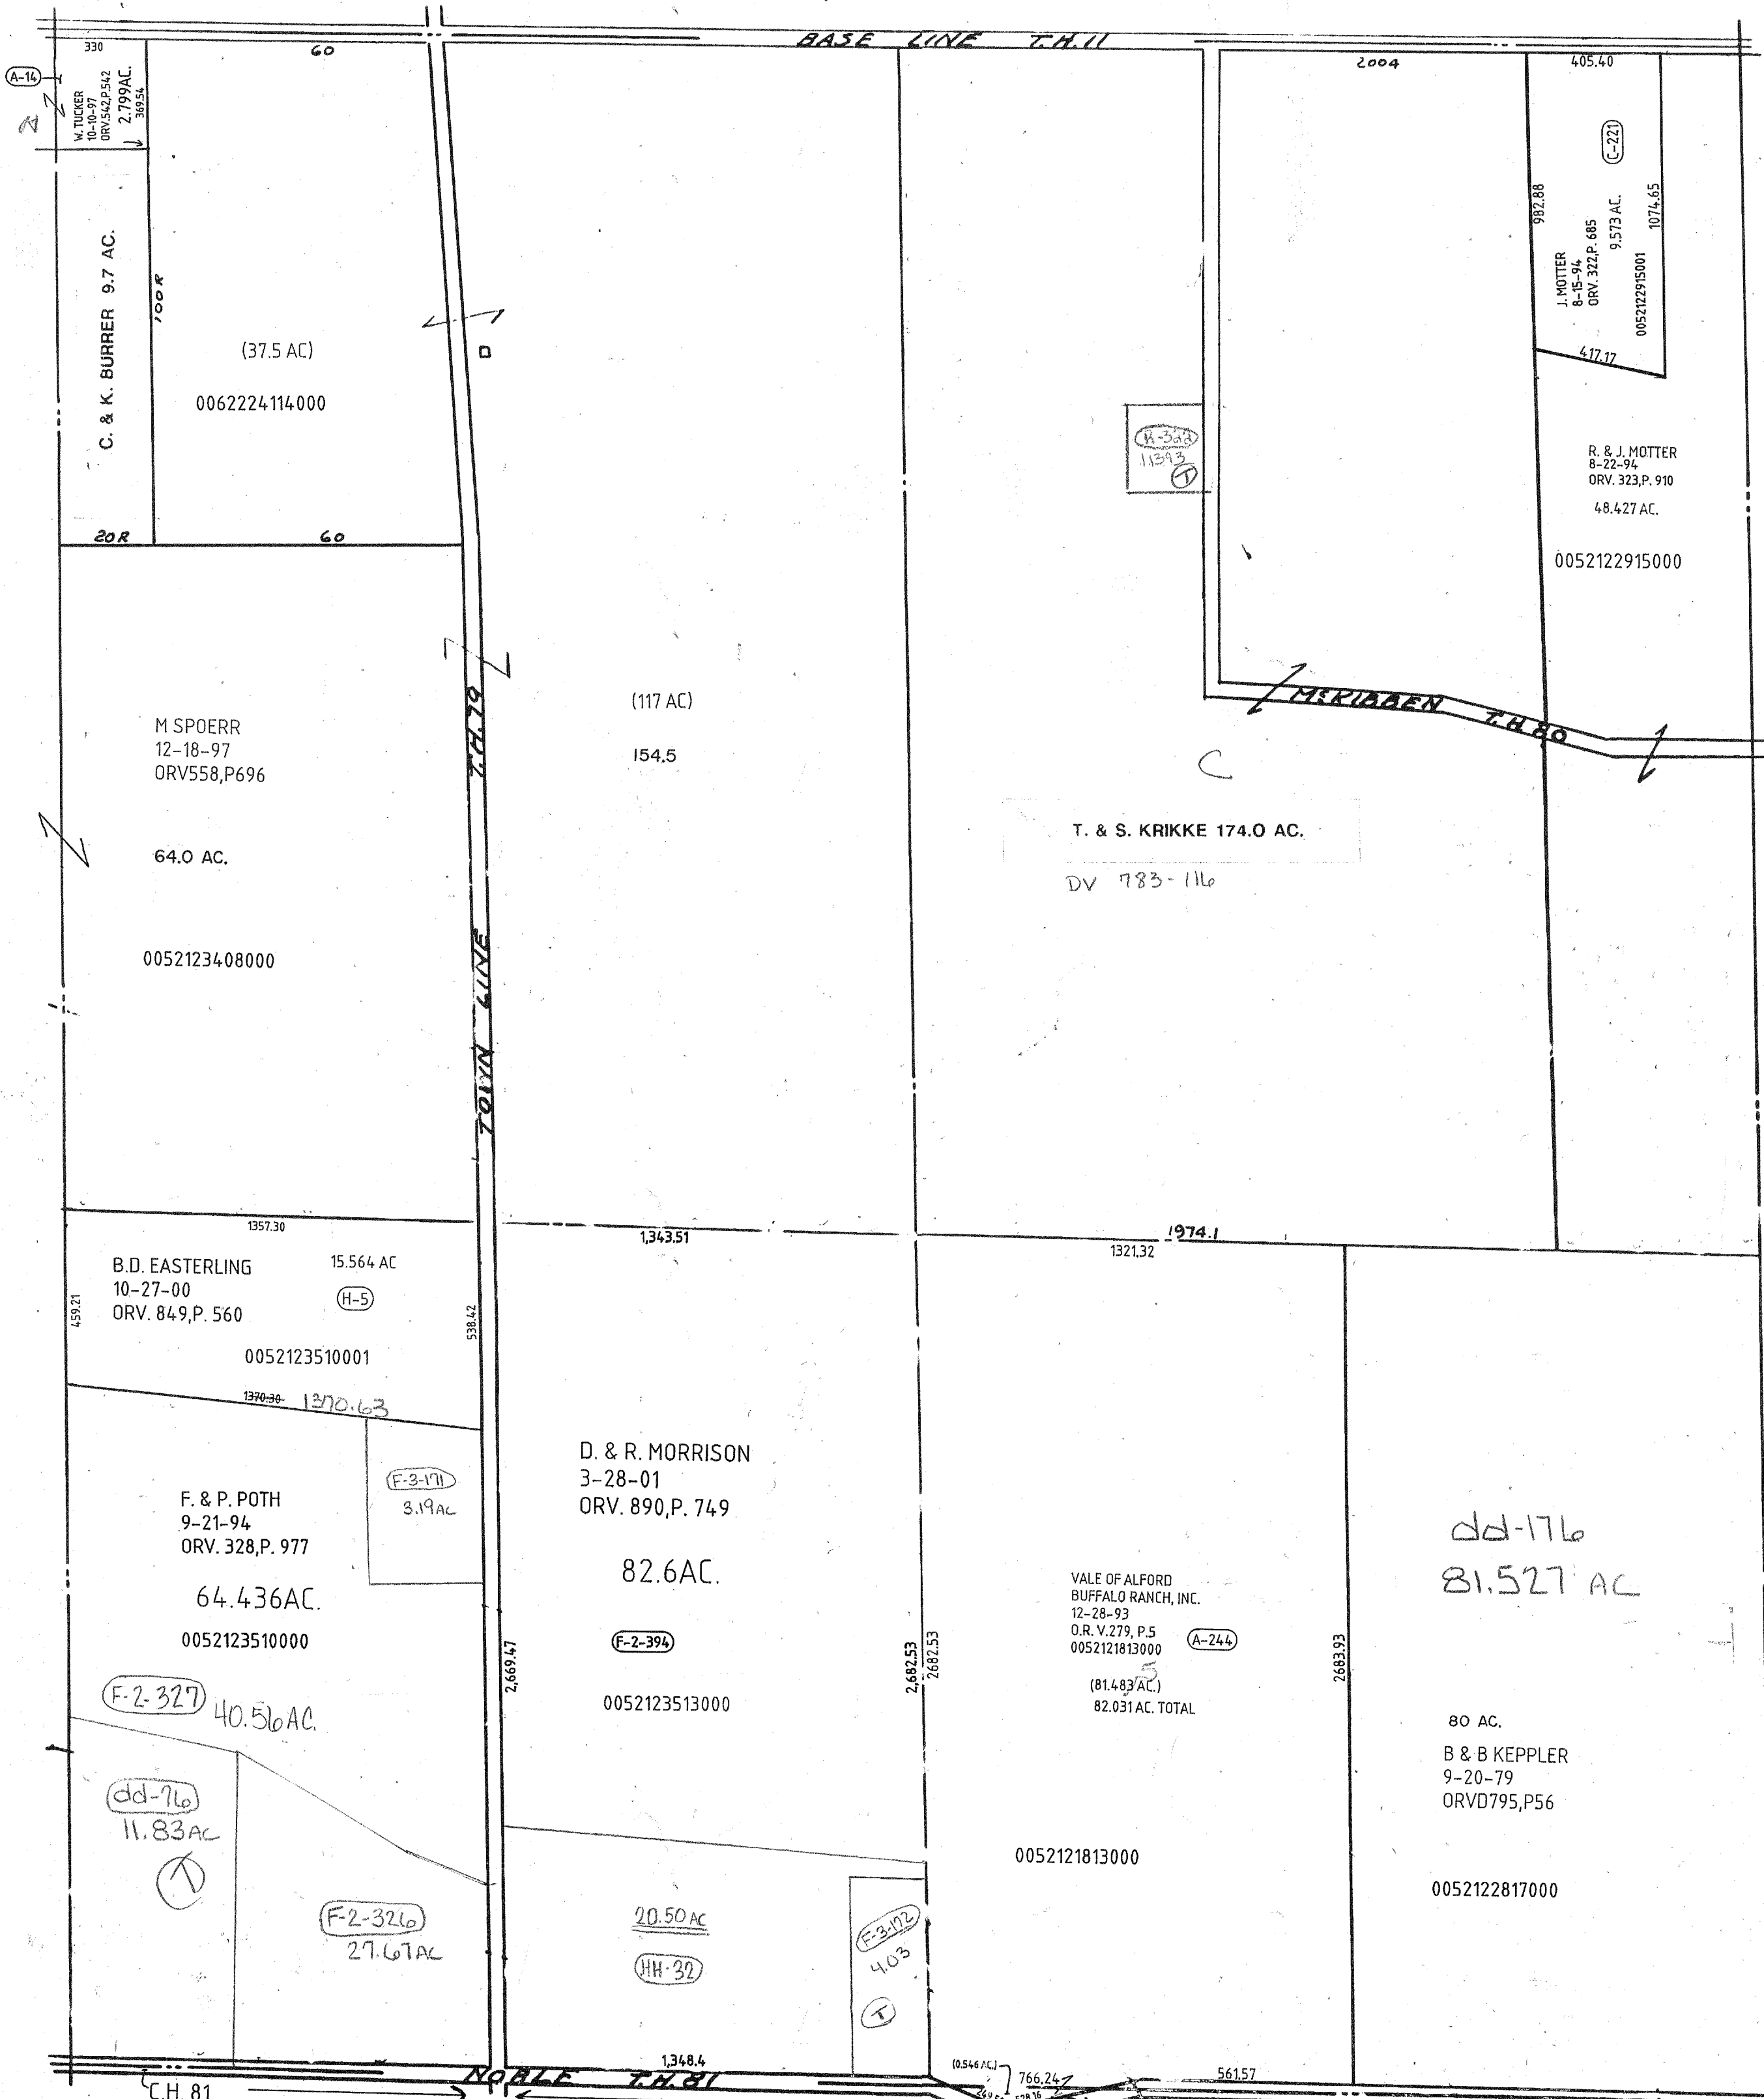 BASE LINE T.H.11
330
60
2004
405.40
A-14
W. TUCKER
10-10-97
ORV.542,P.542
2.799AC.
369.54
C. & K. BURRER 9.7 AC.
100R
(37.5 AC)
0062224114000
20R
60
982.88
J. MOTTER
8-15-94
ORV. 322,P. 685
9.573 AC.
C-221
0052122915001
1074.65
417.17
R-322
11393
T
R. & J. MOTTER
8-22-94
ORV. 323,P. 910
48.427 AC.
0052122915000
McKIBBEN T.H 80
M SPOERR
12-18-97
ORV558,P696
64.0 AC.
0052123408000
TOWN LINE T.H.79
(117 AC)
154.5
C
T. & S. KRIKKE 174.0 AC.
DV 783-116
1357.30
1,343.51
1974.1
1321.32
B.D. EASTERLING
10-27-00
ORV. 849,P. 560
15.564 AC
H-5
0052123510001
459.21
538.42
1370.30 1370.63
F. & P. POTH
9-21-94
ORV. 328,P. 977
64.436AC.
0052123510000
F-3-171
3.19AC
F-2-327
40.56AC.
dd-76
11.83AC
T
F-2-326
27.67AC
D. & R. MORRISON
3-28-01
ORV. 890,P. 749
82.6AC.
F-2-394
0052123513000
2,669.47
2,682.53
2682.53
20.50AC
HH-32
F-3-172
4.03
T
VALE OF ALFORD
BUFFALO RANCH, INC.
12-28-93
O.R. V.279, P.5
0052121813000
A-244
5
(81.483 AC.)
82.031 AC. TOTAL
0052121813000
2683.93
dd-176
81.527 AC
80 AC.
B & B KEPPLER
9-20-79
ORVD795,P56
0052122817000
1,348.4
(0.546 AC.)
766.24
561.57
NOBLE T.H.81
C.H. 81